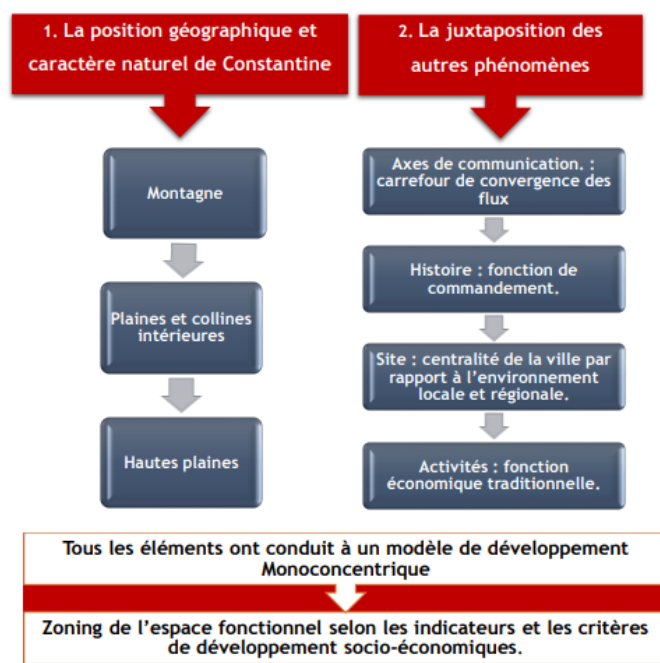 1. La position géographique et
caractère naturel de Constantine
Montagne
Plaines et collines
intérieures
Hautes plaines
2. La juxtaposition des
autres phénomènes
Axes de communication. :
carrefour de convergence des
flux
Histoire : fonction de
commandement.
Site : centralité de la ville par
rapport à l'environnement
locale et régionale.
Activités : fonction
économique traditionnelle.
Tous les éléments ont conduit à un modèle de développement
Monoconcentrique
Zoning de l'espace fonctionnel selon les indicateurs et les critères
de développement socio-économiques.